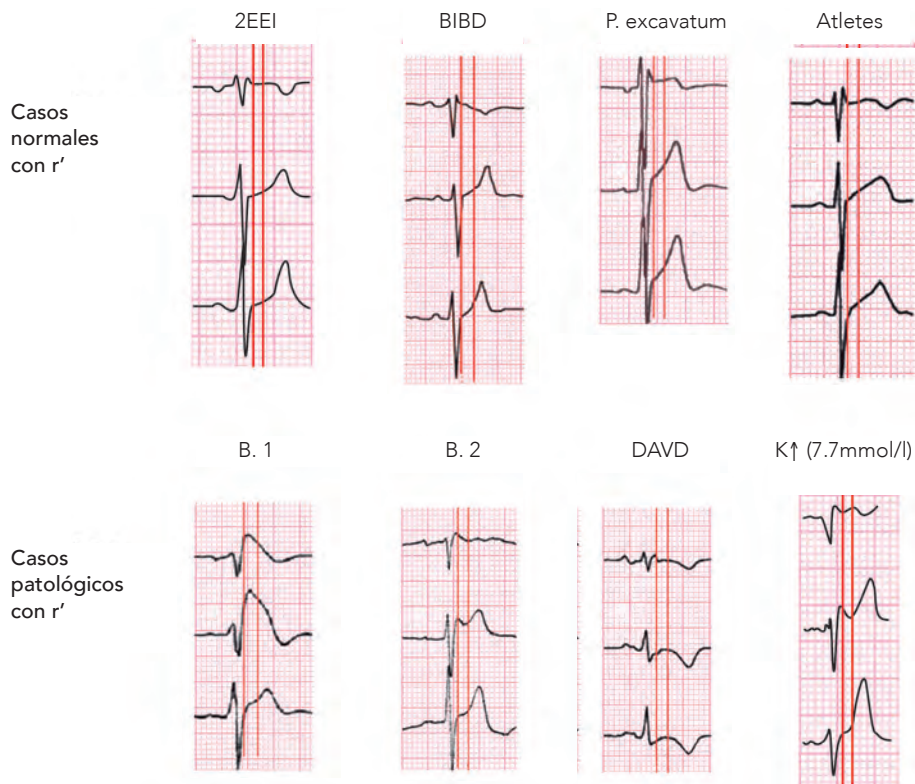 2EEI
BIBD
P. excavatum
Atletes
Casos
normales
con r’
B. 1
B. 2
DAVD
K↑ (7.7mmol/l)
Casos
patológicos
con r’